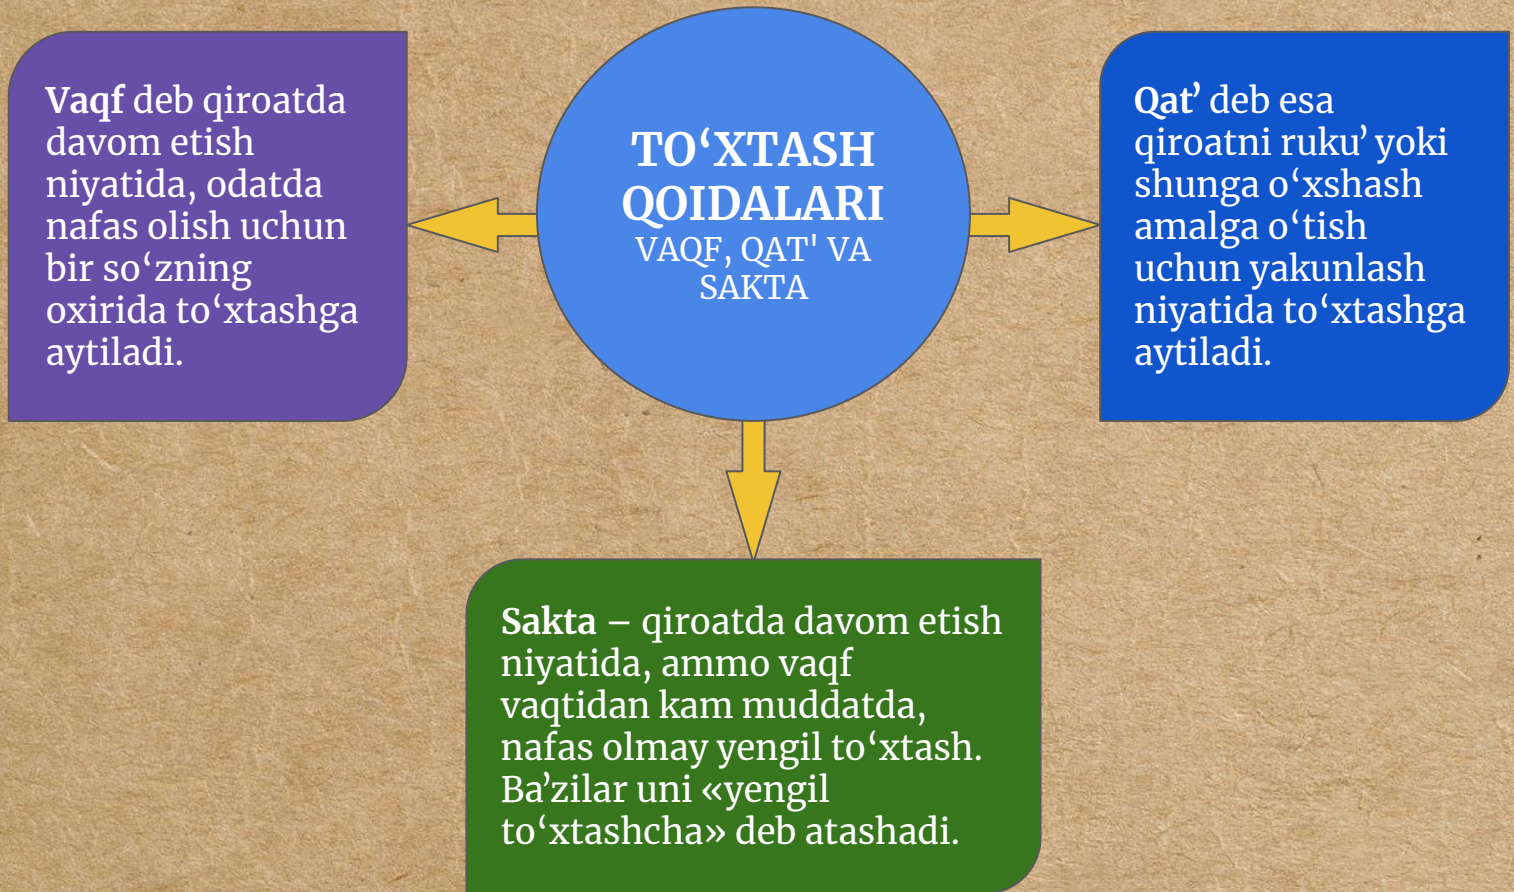 Vaqf deb qiroatda
davom etish
niyatida, odatda
nafas olish uchun
bir so‘zning
oxirida to‘xtashga
aytiladi.
TO‘XTASH
QOIDALARI
VAQF, QAT' VA
SAKTA
Qat’ deb esa
qiroatni ruku’ yoki
shunga o‘xshash
amalga o‘tish
uchun yakunlash
niyatida to‘xtashga
aytiladi.
Sakta – qiroatda davom etish
niyatida, ammo vaqf
vaqtidan kam muddatda,
nafas olmay yengil to‘xtash.
Ba’zilar uni «yengil
to‘xtashcha» deb atashadi.